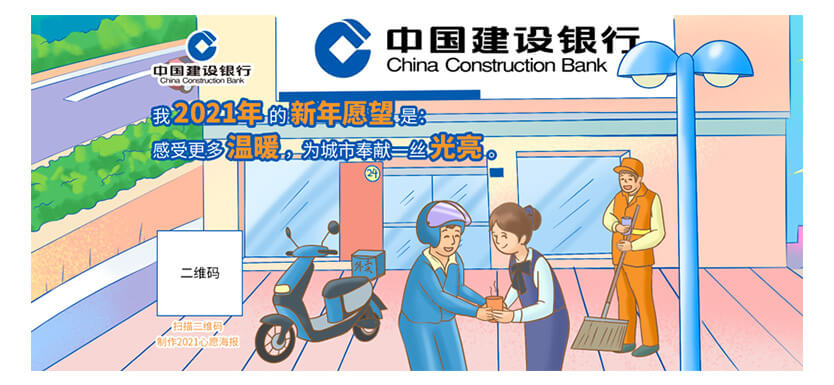 中国建设银行
China Construction Bank
中国建设银行
China Construction Bank
我2021年的新年愿望是:
感受更多温暖，为城市奉献一丝光亮。
24
外卖
二维码
扫描二维码
制作2021心愿海报